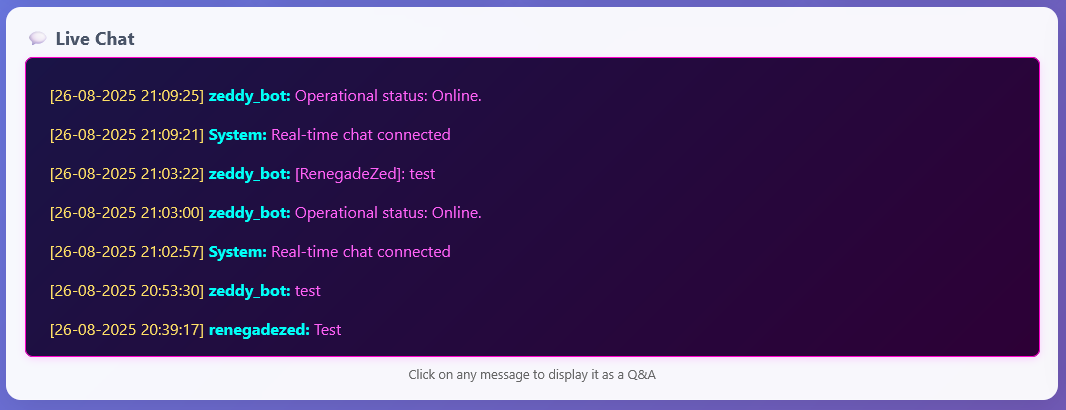 Live Chat
[26-08-2025 21:09:25] zeddy_bot: Operational status: Online.
[26-08-2025 21:09:21] System: Real-time chat connected
[26-08-2025 21:03:22] zeddy_bot: [RenegadeZed]: test
[26-08-2025 21:03:00] zeddy_bot: Operational status: Online.
[26-08-2025 21:02:57] System: Real-time chat connected
[26-08-2025 20:53:30] zeddy_bot: test
[26-08-2025 20:39:17] renegadezed: Test
Click on any message to display it as a Q&A